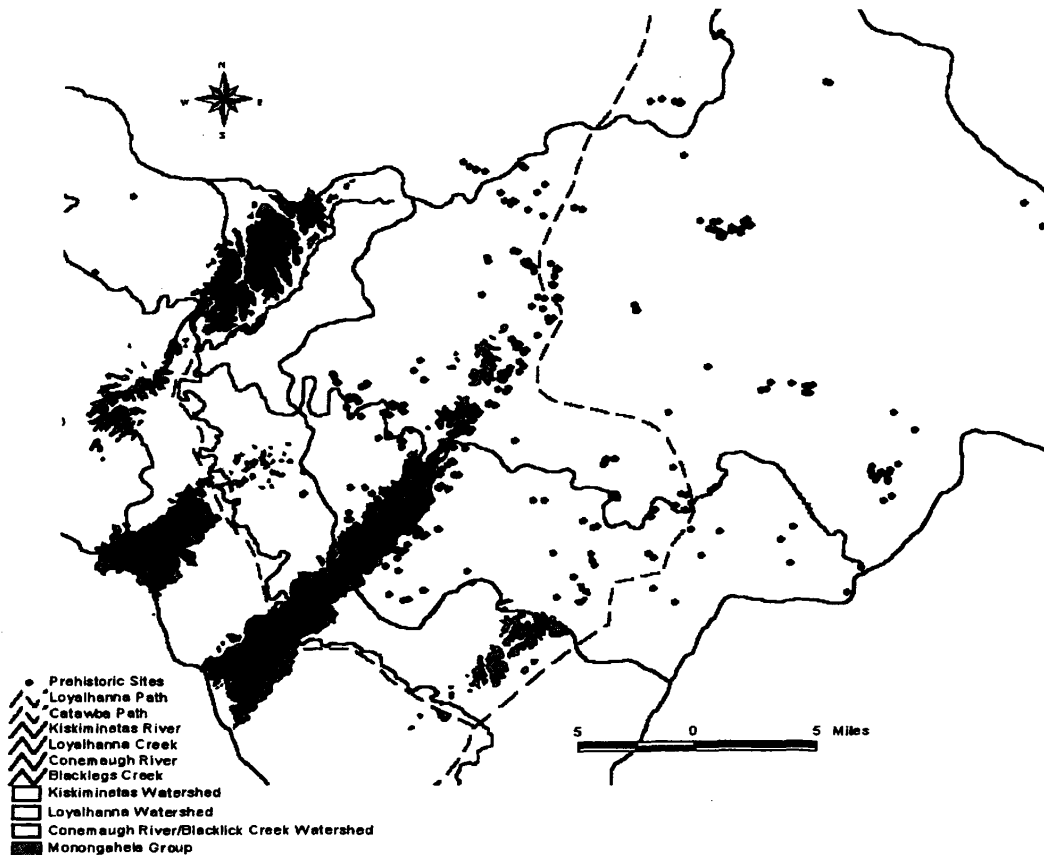 N
W E
S
5 0 5 Miles
Prehistoric Sites
Loyalhanna Path
Catawba Path
Kiskiminetas River
Loyalhanna Creek
Conemaugh River
Blacklegs Creek
Kiskiminetas Watershed
Loyalhanna Watershed
Conemaugh River/Blacklick Creek Watershed
Monongahela Group